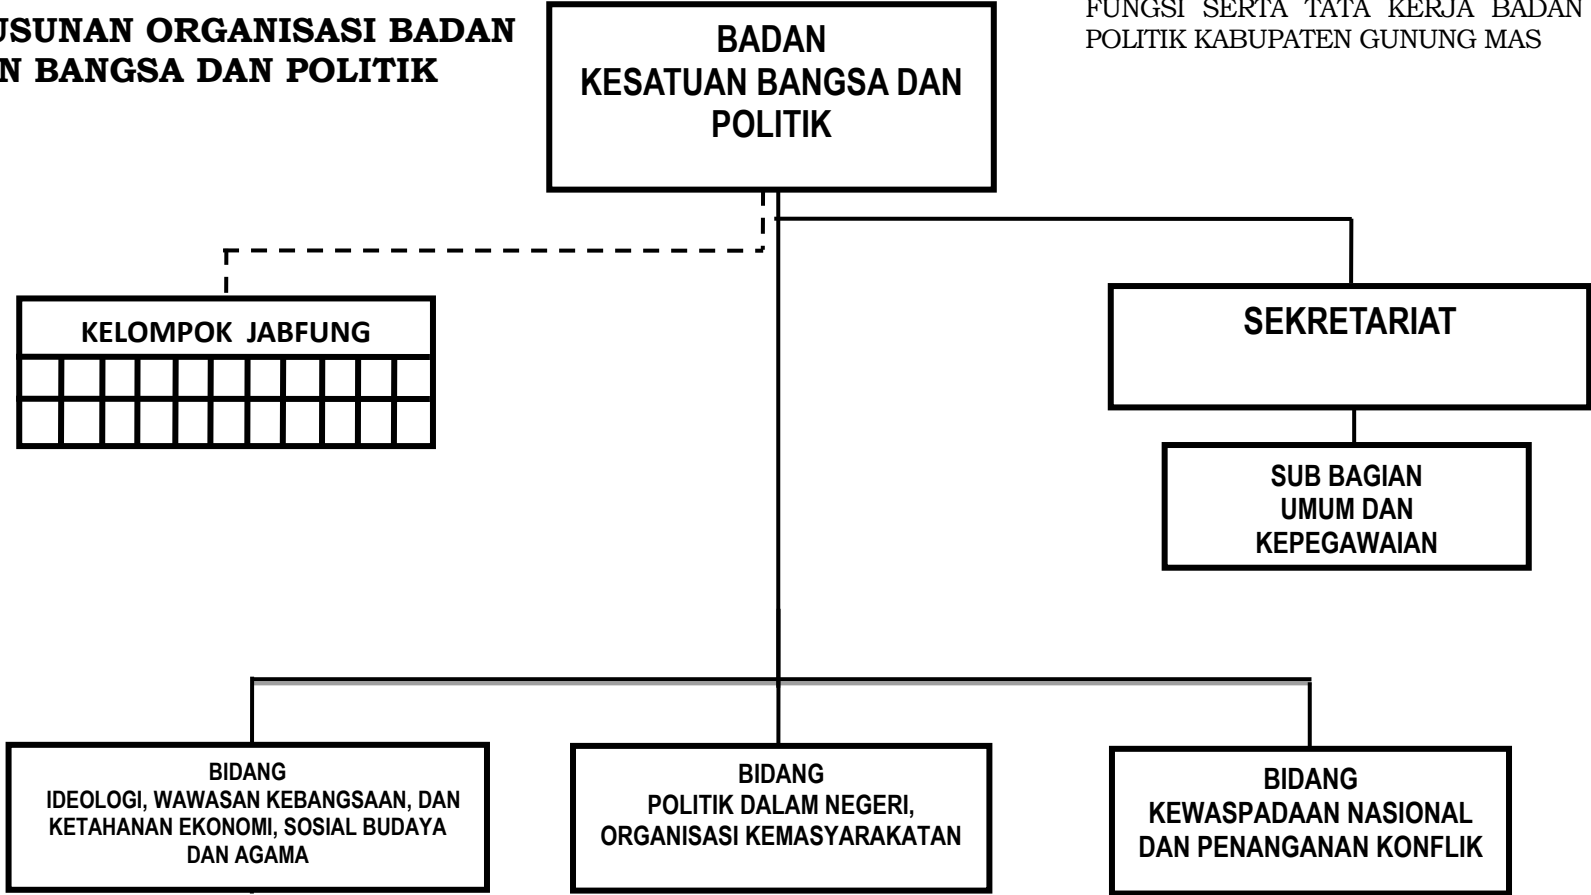 USUNAN ORGANISASI BADAN
N BANGSA DAN POLITIK
BADAN
KESATUAN BANGSA DAN
POLITIK
FUNGSI SERTA TATA KERJA BADAN
POLITIK KABUPATEN GUNUNG MAS
KELOMPOK JABFUNG
SEKRETARIAT
SUB BAGIAN
UMUM DAN
KEPEGAWAIAN
BIDANG
IDEOLOGI, WAWASAN KEBANGSAAN, DAN
KETAHANAN EKONOMI, SOSIAL BUDAYA
DAN AGAMA
BIDANG
POLITIK DALAM NEGERI,
ORGANISASI KEMASYARAKATAN
BIDANG
KEWASPADAAN NASIONAL
DAN PENANGANAN KONFLIK